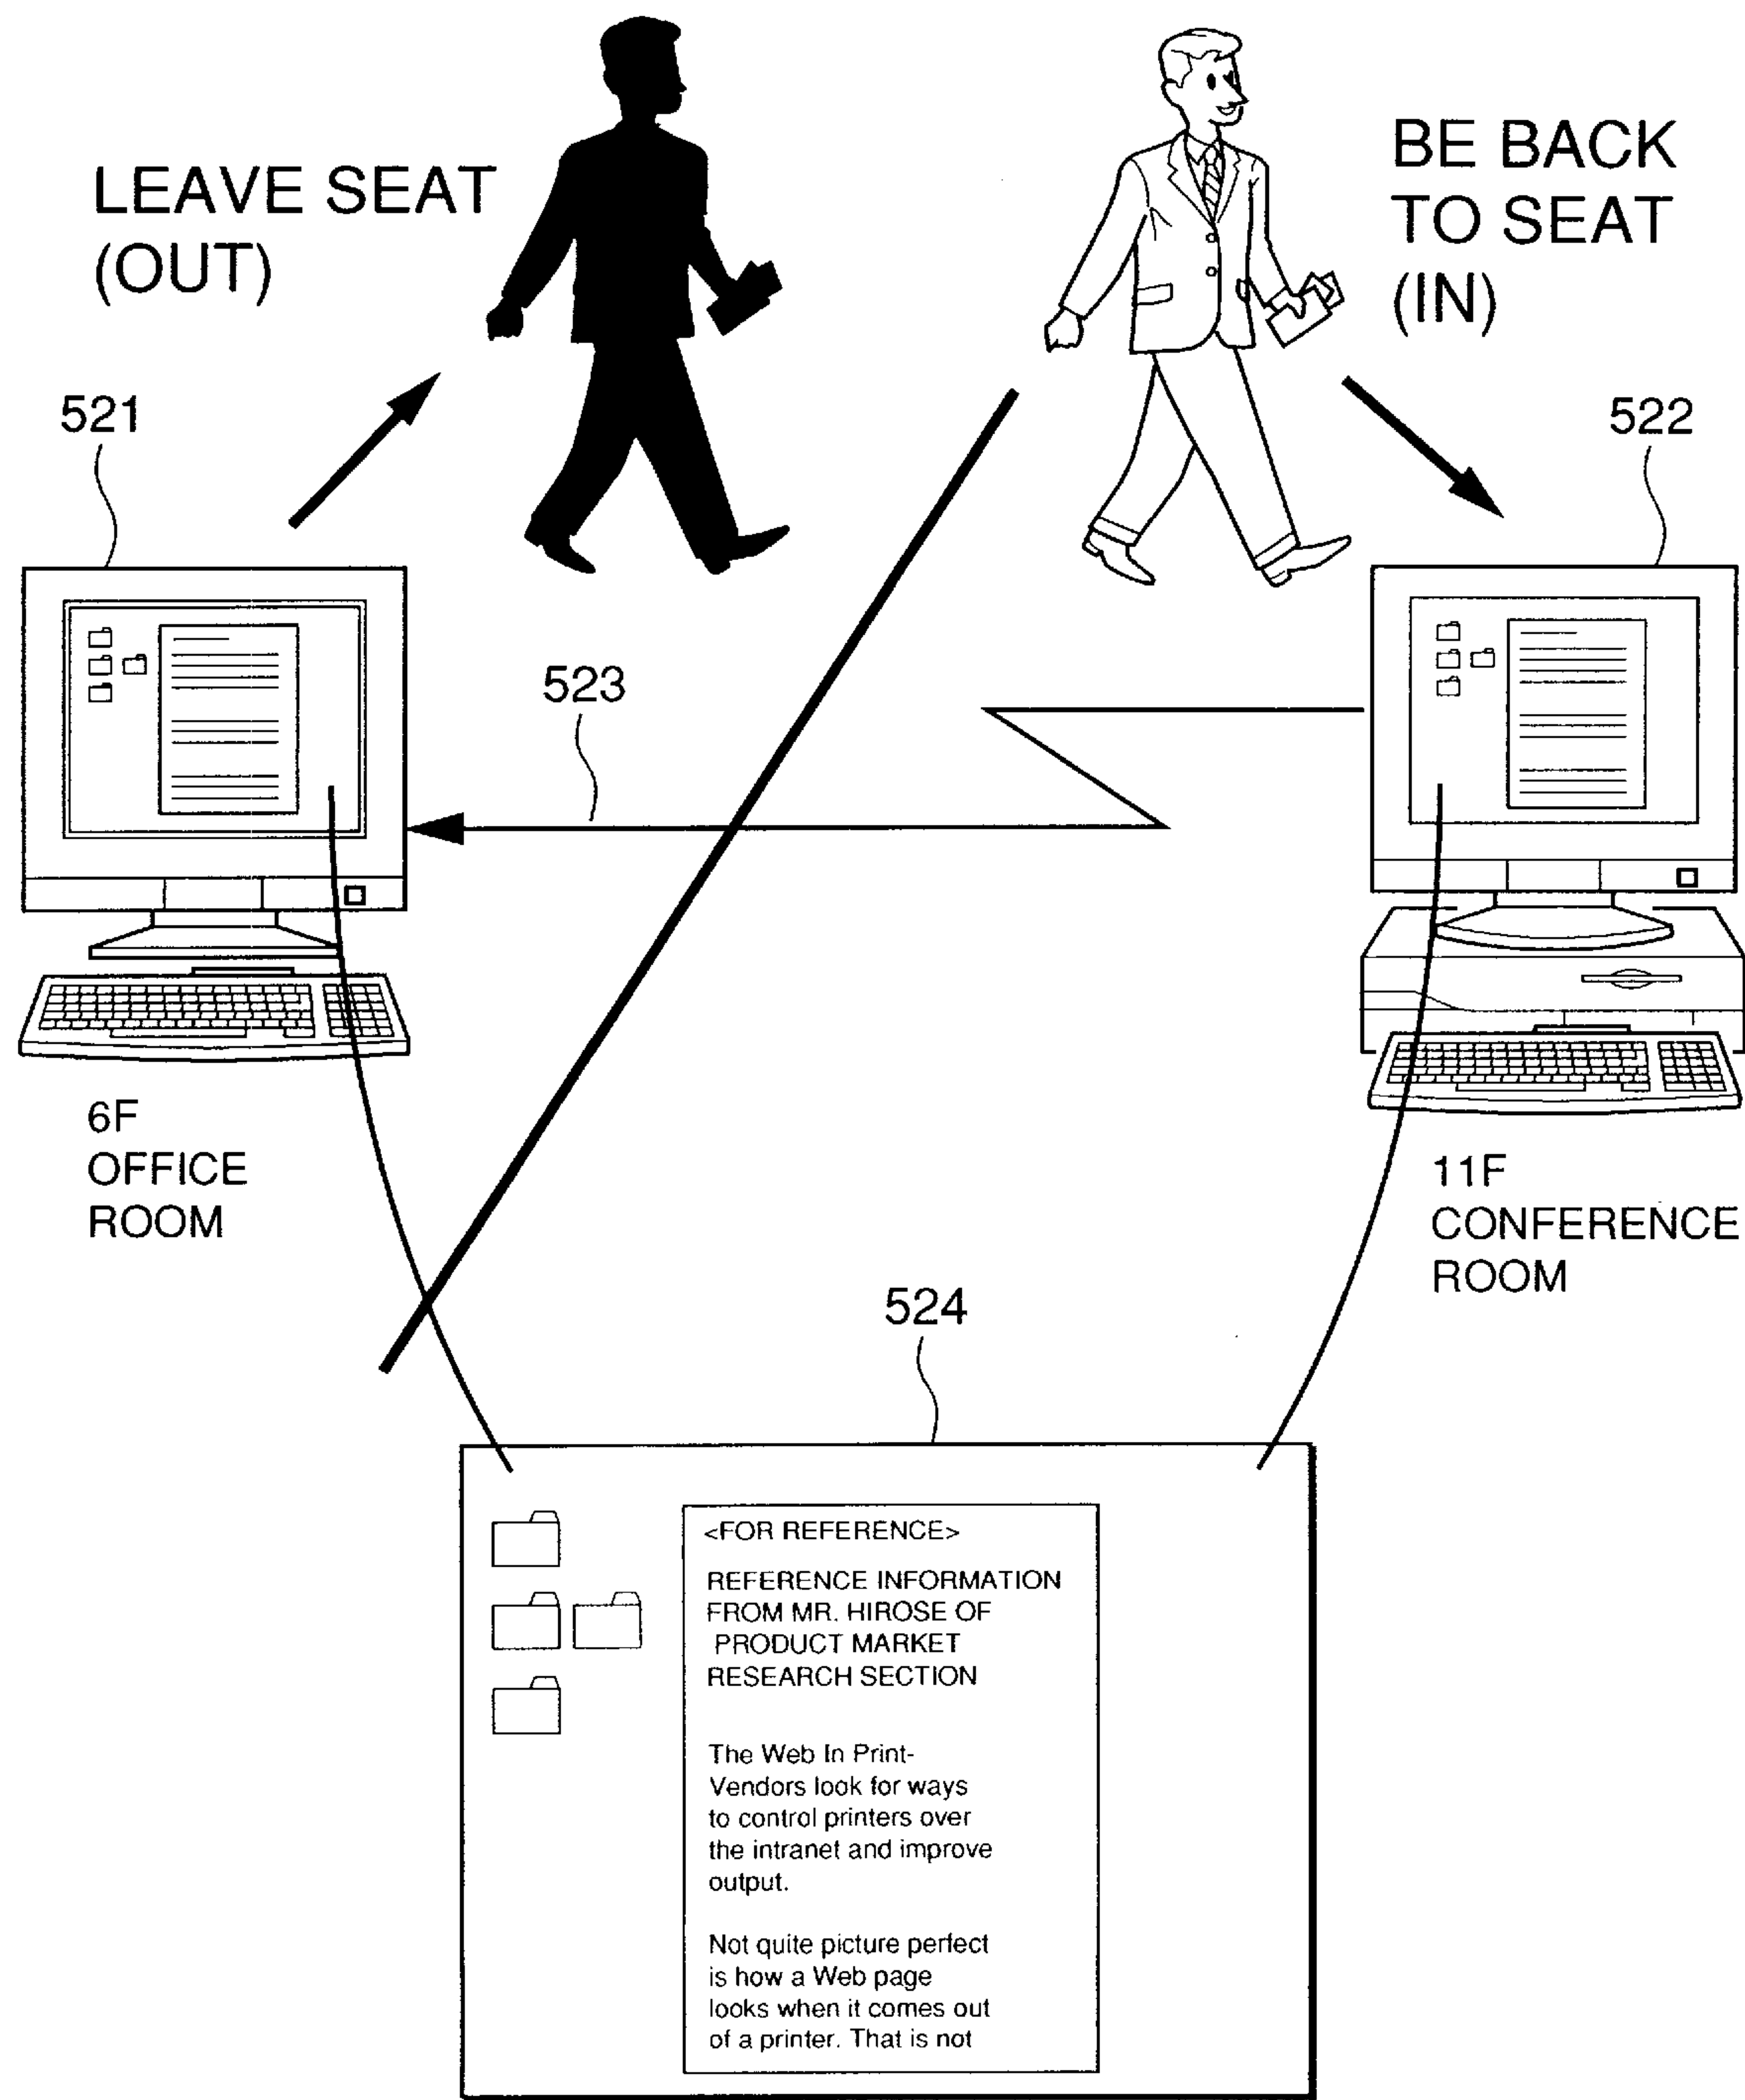 LEAVE SEAT
(OUT)
BE BACK
TO SEAT
(IN)
521
522
523
6F
OFFICE
ROOM
11F
CONFERENCE
ROOM
524
<FOR REFERENCE>
REFERENCE INFORMATION
FROM MR. HIROSE OF
PRODUCT MARKET
RESEARCH SECTION
The Web In Print-
Vendors look for ways
to control printers over
the intranet and improve
output.
Not quite picture perfect
is how a Web page
looks when it comes out
of a printer. That is not